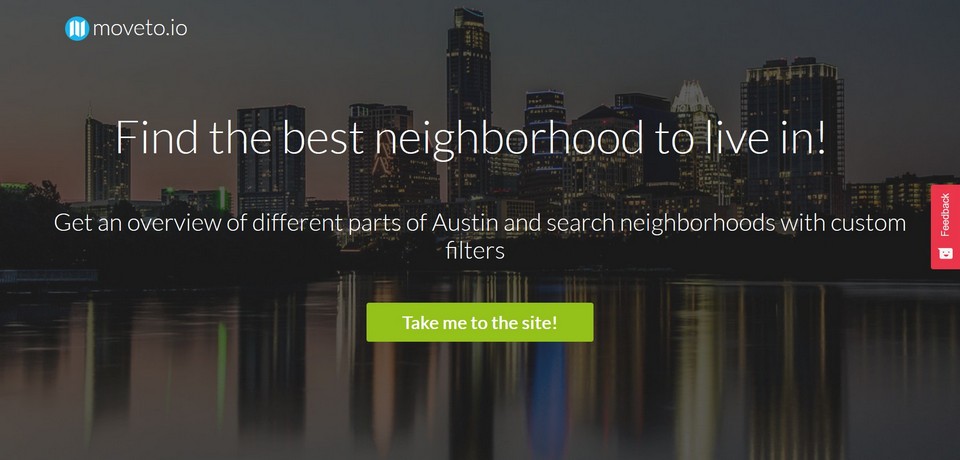 moveto.io
Find the best neighborhood to live in!
Get an overview of different parts of Austin and search neighborhoods with custom
filters
Feedback
Take me to the site!